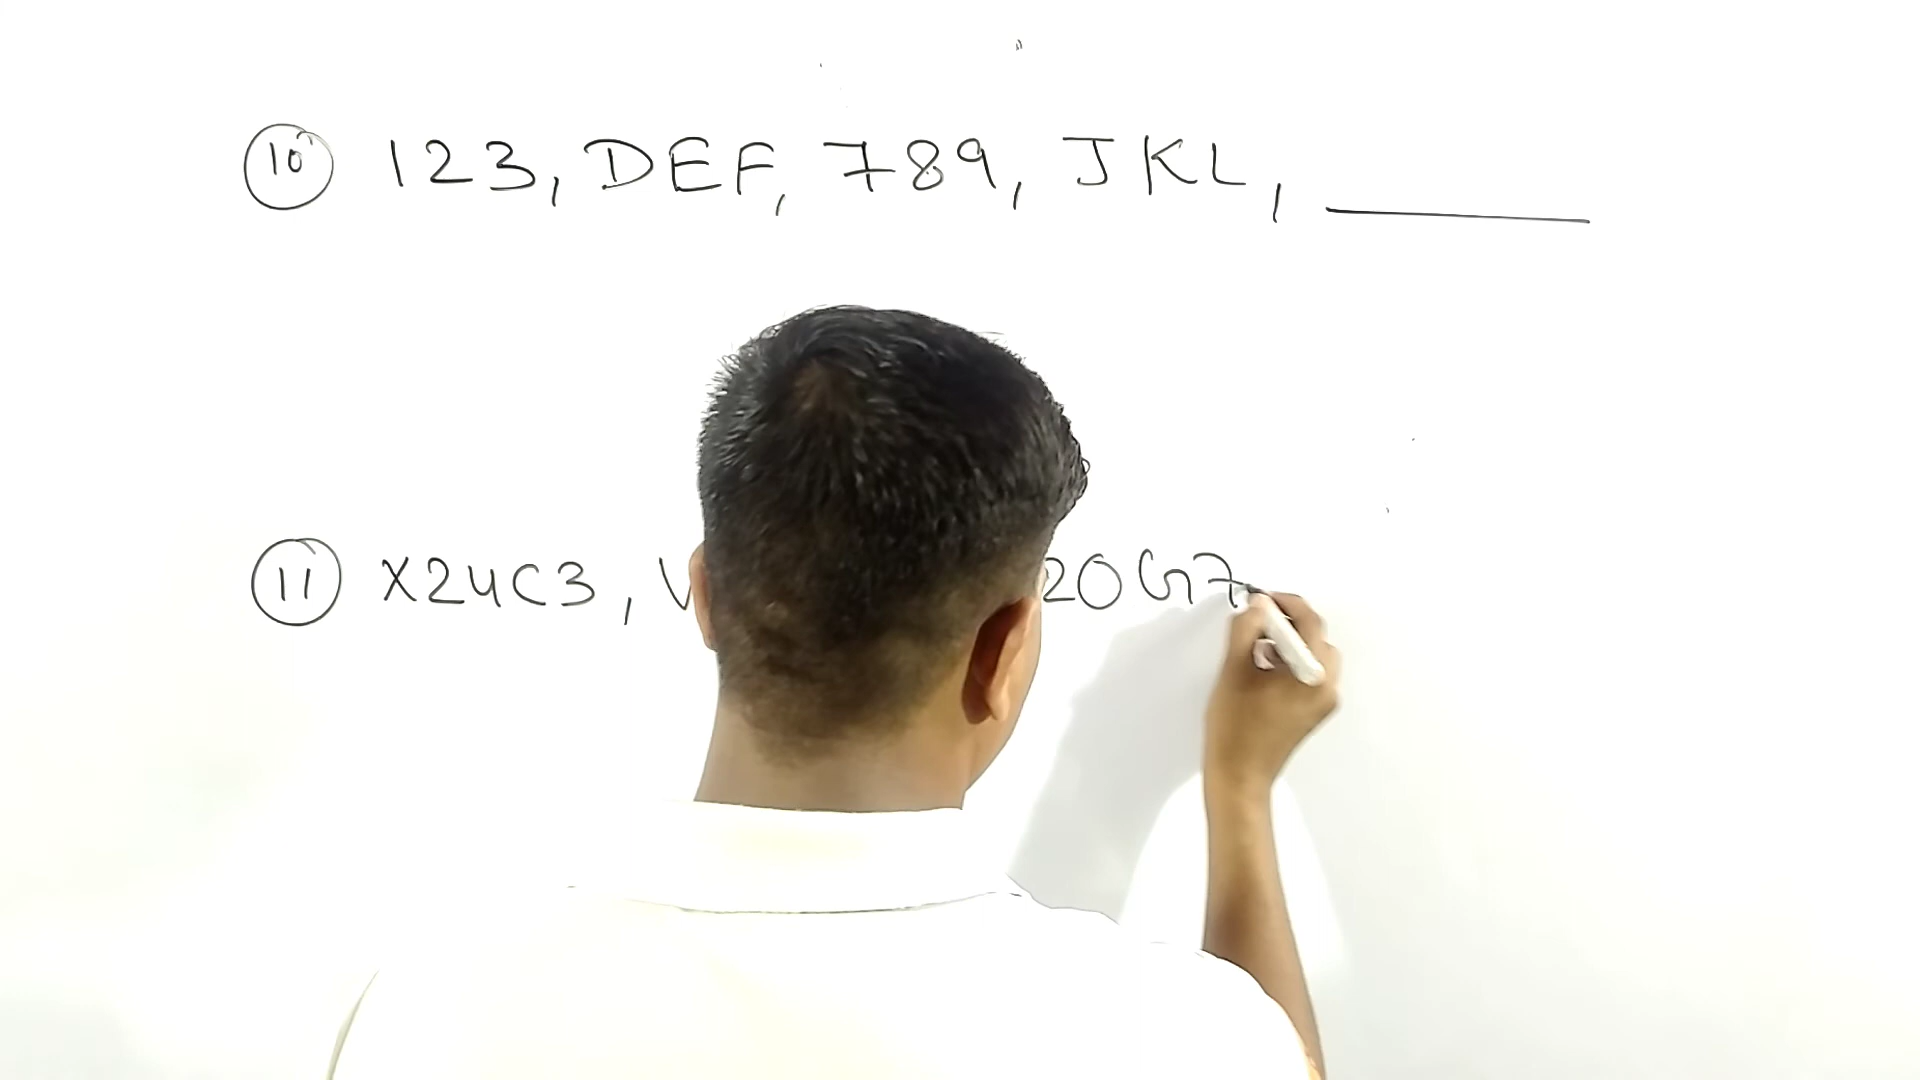 10 123, DEF, 789, JKL, ______
11 X24C3, V 20G7